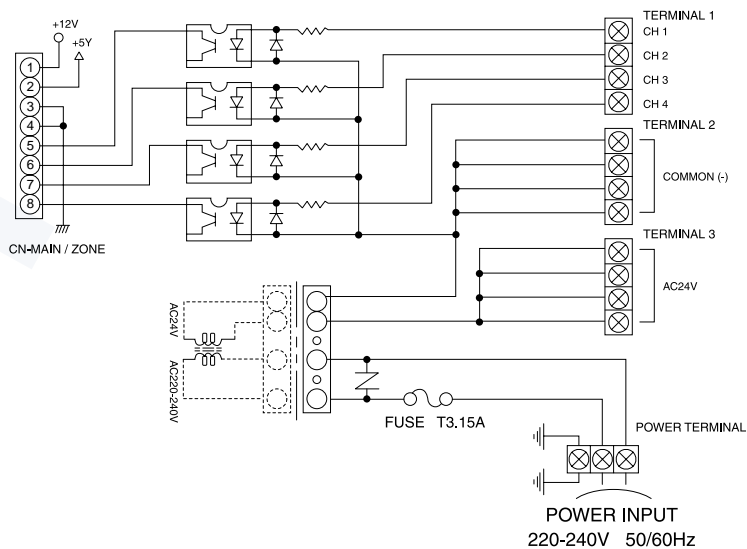 +12V
+5Y
1
2
3
4
5
6
7
8
CN-MAIN / ZONE
TERMINAL 1
CH 1
CH 2
CH 3
CH 4
TERMINAL 2
COMMON (-)
TERMINAL 3
AC24V
AC24V
AC220-240V
FUSE T3.15A
POWER TERMINAL
POWER INPUT
220-240V 50/60Hz